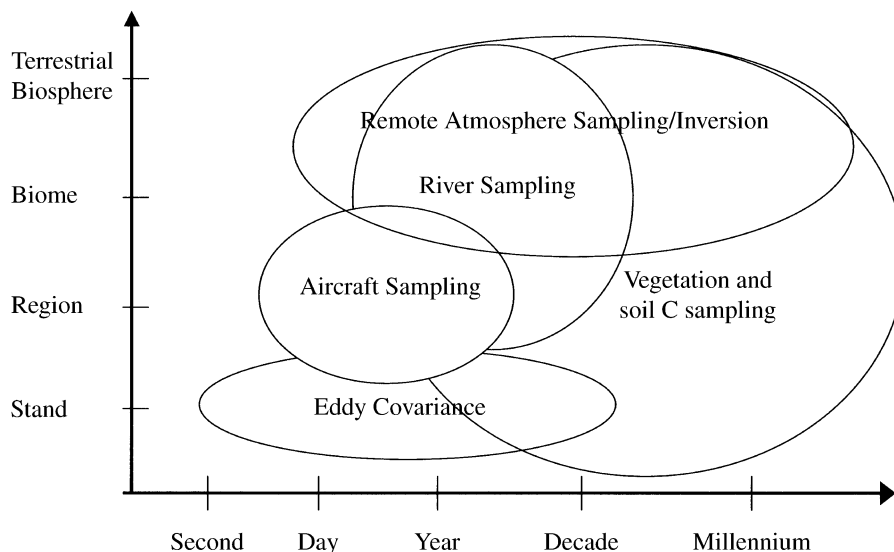 Terrestrial
Biosphere
Remote Atmosphere Sampling/Inversion
River Sampling
Biome
Aircraft Sampling
Vegetation and
soil C sampling
Region
Eddy Covariance
Stand
Second Day Year Decade Millennium